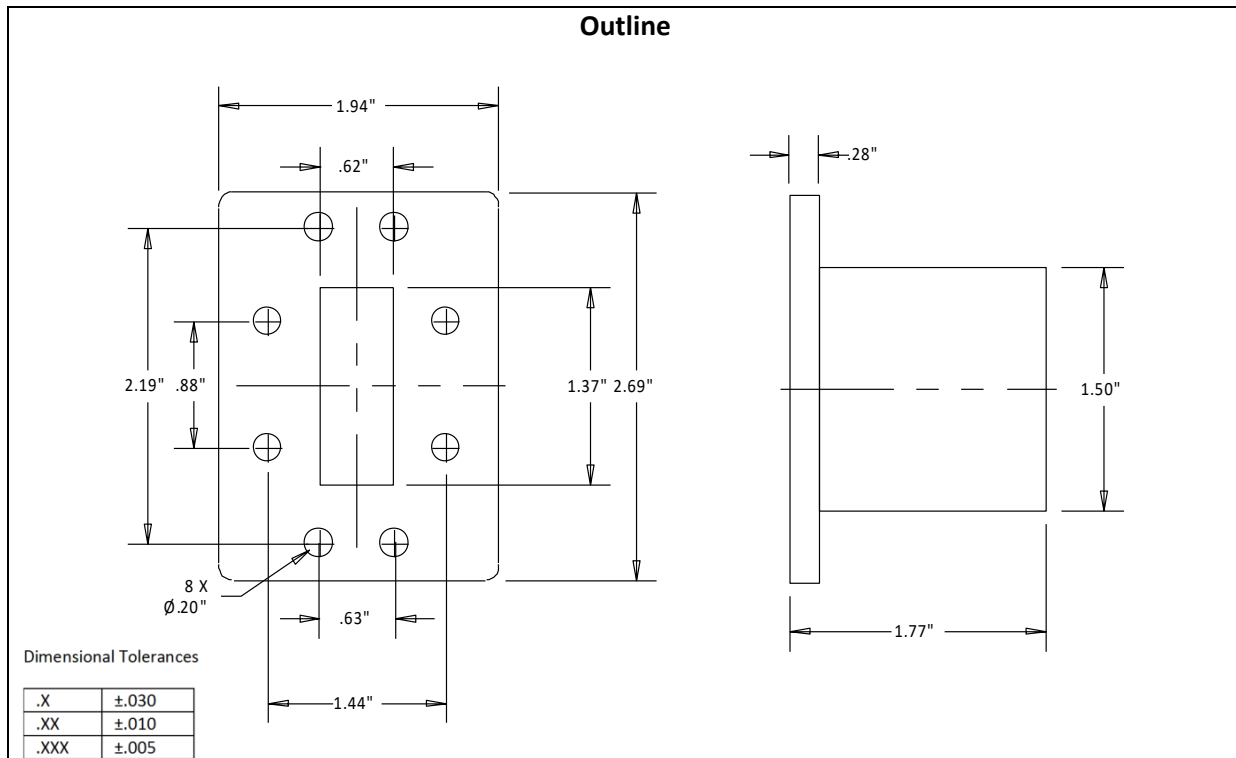 Outline
1.94"
.62"
.28"
2.19"
.88"
1.37"
2.69"
1.50"
8 X
Ø.20"
.63"
1.77"
1.44"
Dimensional Tolerances
.X ±.030
.XX ±.010
.XXX ±.005